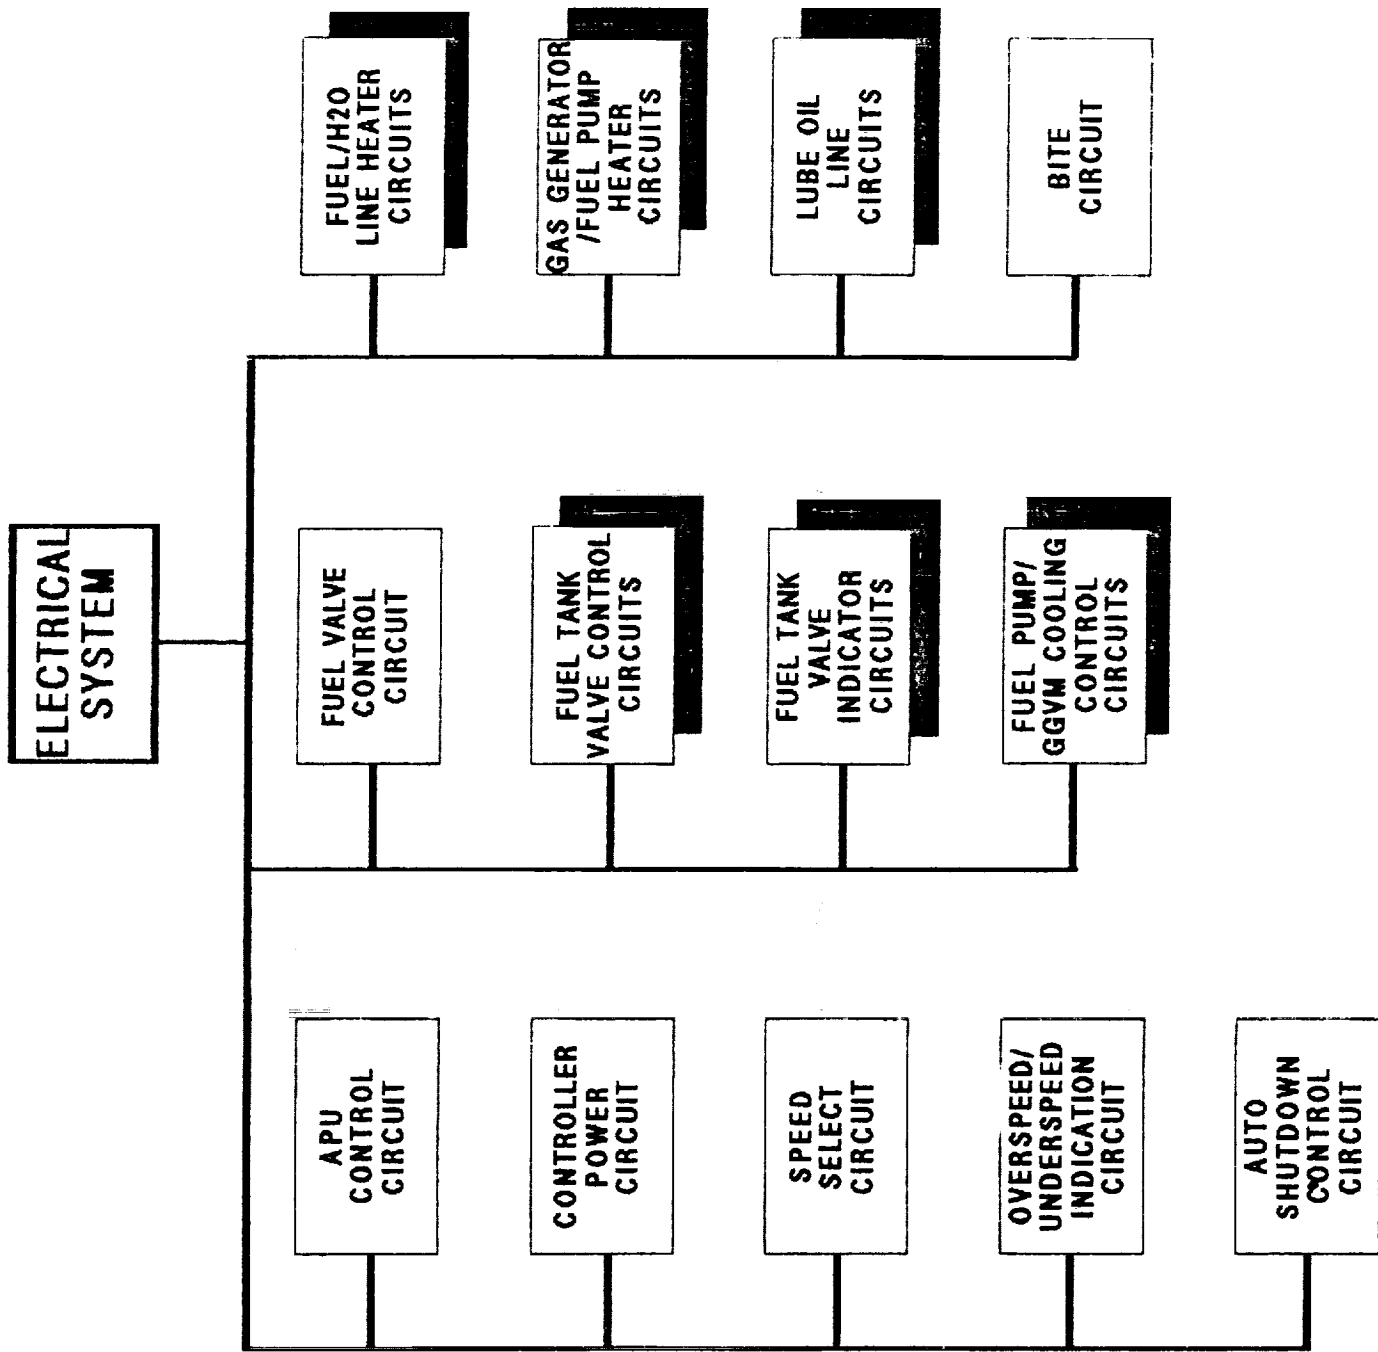 ELECTRICAL
SYSTEM
APU
CONTROL
CIRCUIT
CONTROLLER
POWER
CIRCUIT
SPEED
SELECT
CIRCUIT
OVERSPEED/
UNDERSPEED
INDICATION
CIRCUIT
AUTO
SHUTDOWN
CONTROL
CIRCUIT
FUEL VALVE
CONTROL
CIRCUIT
FUEL TANK
VALVE CONTROL
CIRCUITS
FUEL TANK
VALVE
INDICATOR
CIRCUITS
FUEL PUMP/
GGVM COOLING
CONTROL
CIRCUITS
FUEL/H2O
LINE HEATER
CIRCUITS
GAS GENERATOR
/FUEL PUMP
HEATER
CIRCUITS
LUBE OIL
LINE
CIRCUITS
BITE
CIRCUIT